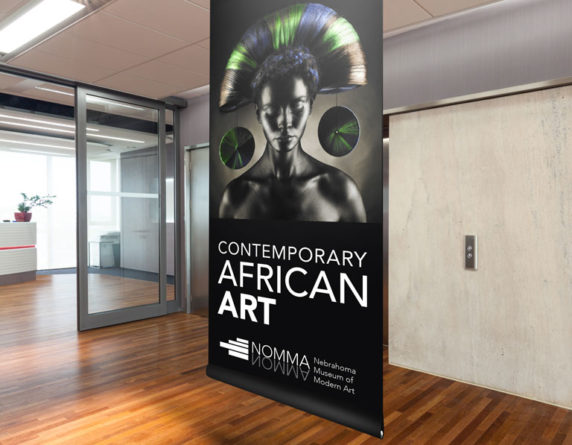 CONTEMPORARY
AFRICAN
ART
NOMMA
Nebrahoma
Museum of
Modern Art